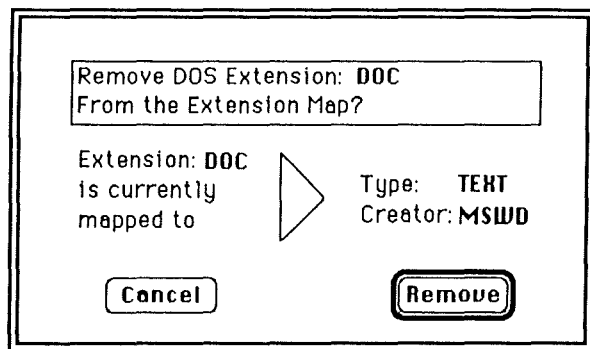 Remove DOS Extension: DOC
From the Extension Map?
Extension: DOC
is currently
mapped to
Type: TEXT
Creator: MSWD
Cancel
Remove